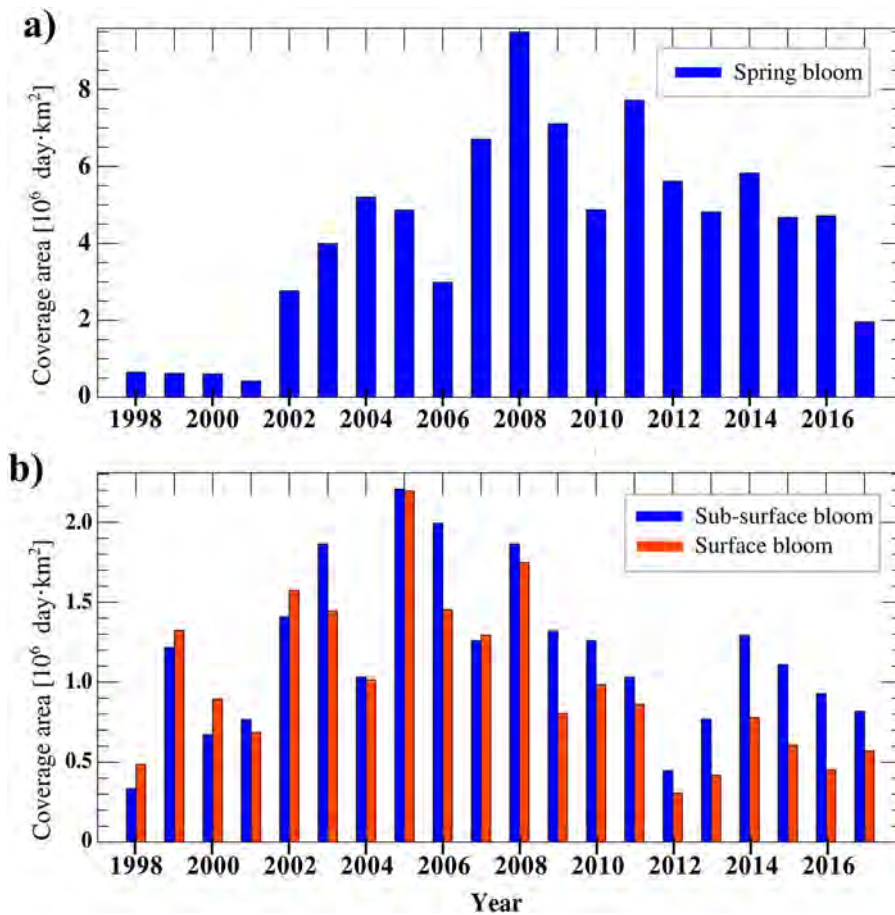 a)
Coverage area [10⁶ day·km²]
8
6
4
2
0
Spring bloom
1998 2000 2002 2004 2006 2008 2010 2012 2014 2016
b)
Coverage area [10⁶ day·km²]
2.0
1.5
1.0
0.5
0
Sub-surface bloom
Surface bloom
1998 2000 2002 2004 2006 2008 2010 2012 2014 2016
Year